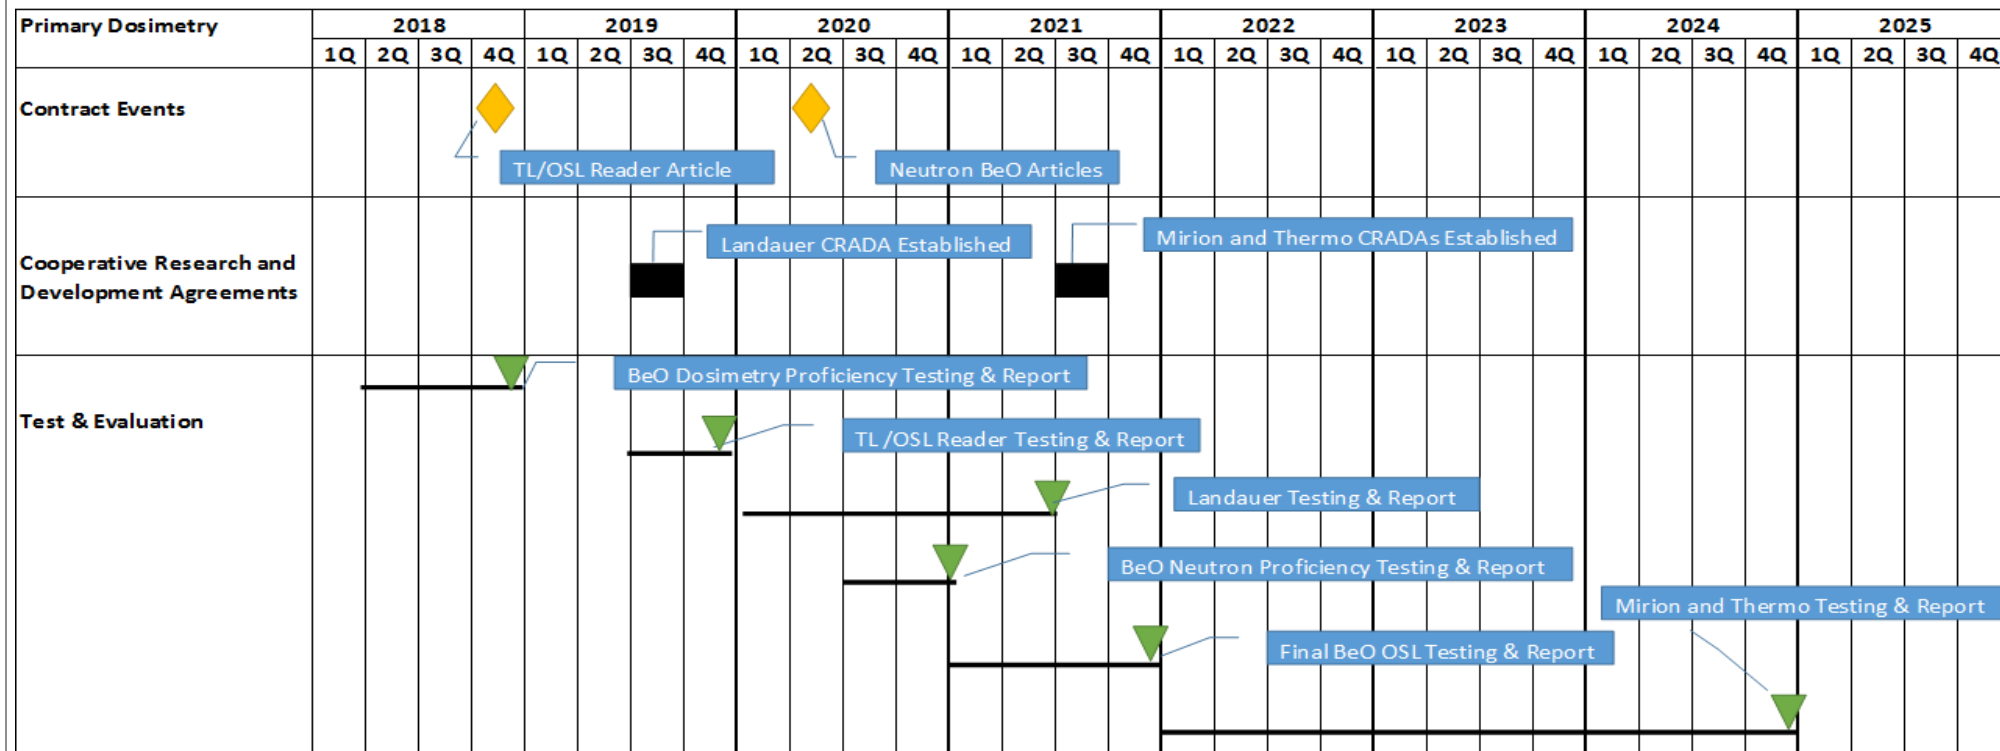 Primary Dosimetry 2018 2019 2020 2021 2022 2023 2024 2025
1Q 2Q 3Q 4Q 1Q 2Q 3Q 4Q 1Q 2Q 3Q 4Q 1Q 2Q 3Q 4Q 1Q 2Q 3Q 4Q 1Q 2Q 3Q 4Q 1Q 2Q 3Q 4Q 1Q 2Q 3Q 4Q
Contract Events
TL/OSL Reader Article
Neutron BeO Articles
Cooperative Research and
Development Agreements
Landauer CRADA Established
Mirion and Thermo CRADAs Established
Test & Evaluation
BeO Dosimetry Proficiency Testing & Report
TL /OSL Reader Testing & Report
Landauer Testing & Report
BeO Neutron Proficiency Testing & Report
Mirion and Thermo Testing & Report
Final BeO OSL Testing & Report